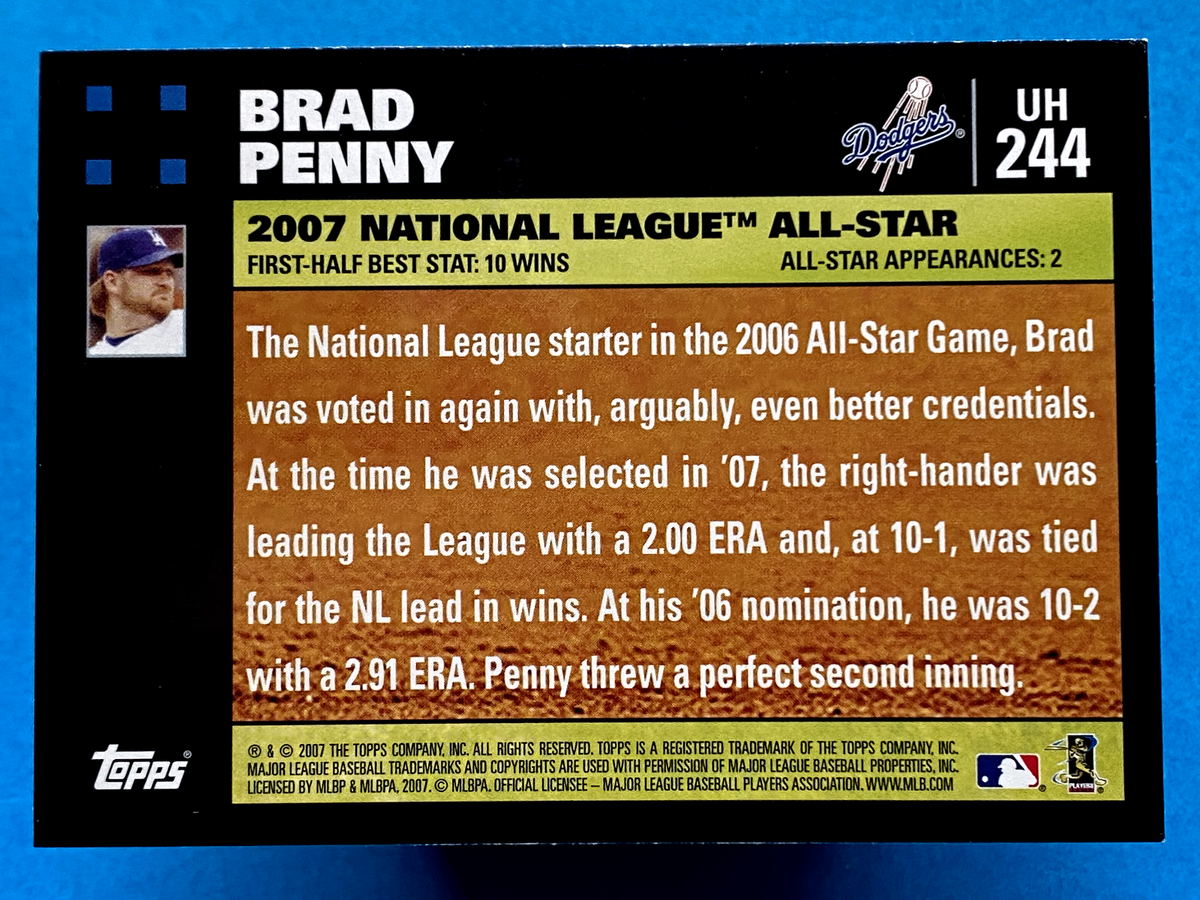 BRAD
PENNY
Dodgers®
UH
244
2007 NATIONAL LEAGUE™ ALL-STAR
FIRST-HALF BEST STAT: 10 WINS
ALL-STAR APPEARANCES: 2
LA
The National League starter in the 2006 All-Star Game, Brad
was voted in again with, arguably, even better credentials.
At the time he was selected in '07, the right-hander was
leading the League with a 2.00 ERA and, at 10-1, was tied
for the NL lead in wins. At his '06 nomination, he was 10-2
with a 2.91 ERA. Penny threw a perfect second inning.
topps®
® & © 2007 THE TOPPS COMPANY, INC. ALL RIGHTS RESERVED. TOPPS IS A REGISTERED TRADEMARK OF THE TOPPS COMPANY, INC.
MAJOR LEAGUE BASEBALL TRADEMARKS AND COPYRIGHTS ARE USED WITH PERMISSION OF MAJOR LEAGUE BASEBALL PROPERTIES, INC.
LICENSED BY MLBP & MLBPA, 2007. © MLBPA. OFFICIAL LICENSEE – MAJOR LEAGUE BASEBALL PLAYERS ASSOCIATION. WWW.MLB.COM
PLAYERS